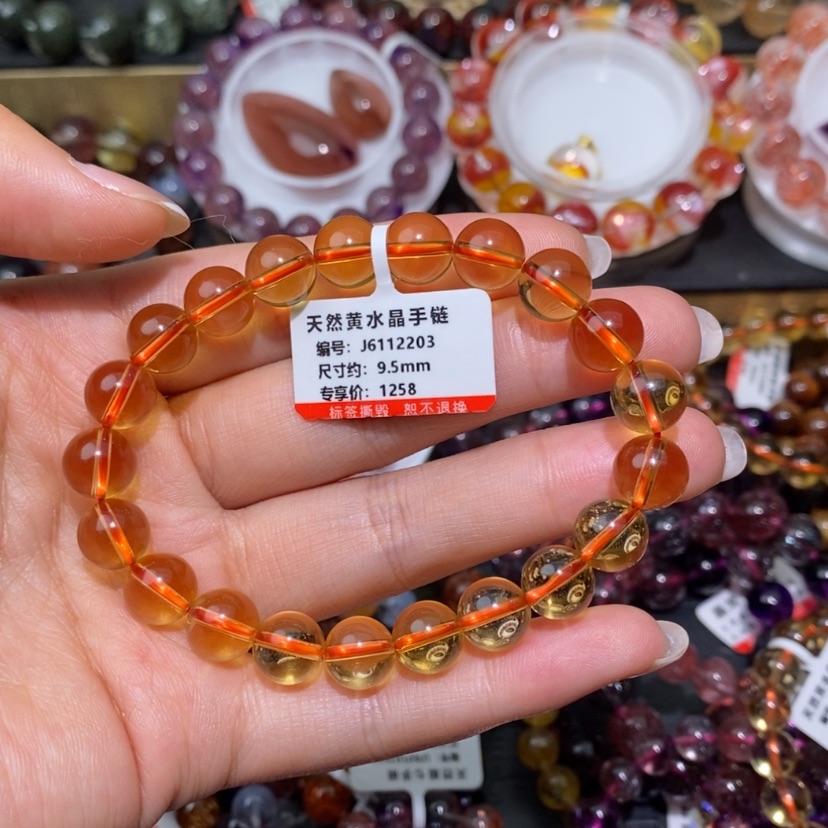 天然黄水晶手链
编号：J6112203
尺寸约：9.5mm
专享价：1258
标签撕毁 恕不退换